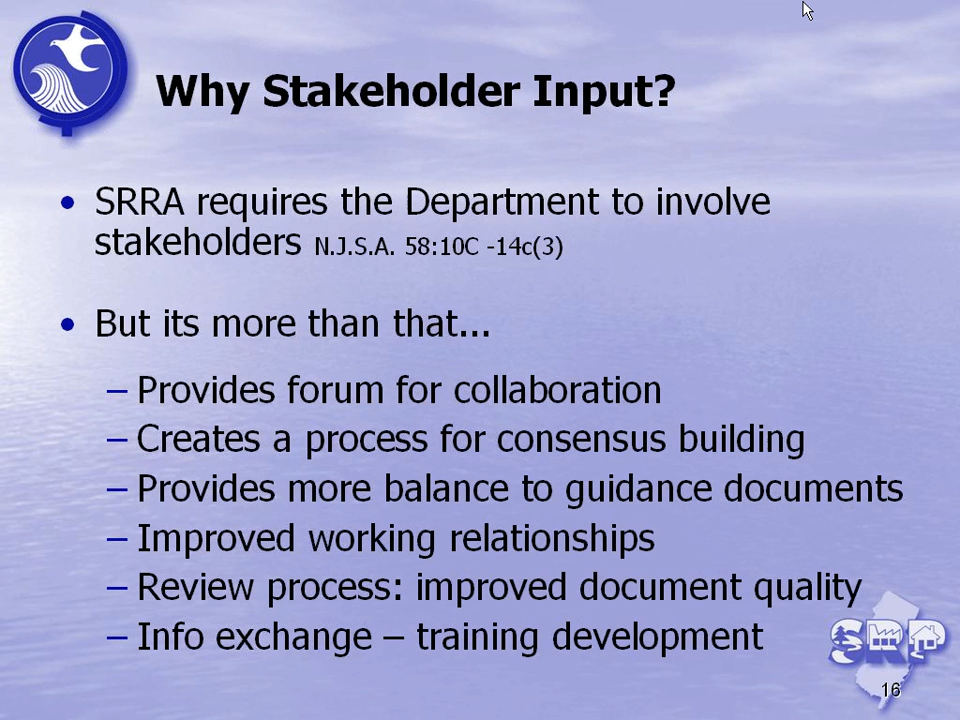 Why Stakeholder Input?
• SRRA requires the Department to involve
stakeholders N.J.S.A. 58:10C -14c(3)
• But its more than that...
– Provides forum for collaboration
– Creates a process for consensus building
– Provides more balance to guidance documents
– Improved working relationships
– Review process: improved document quality
– Info exchange – training development
SRP
16